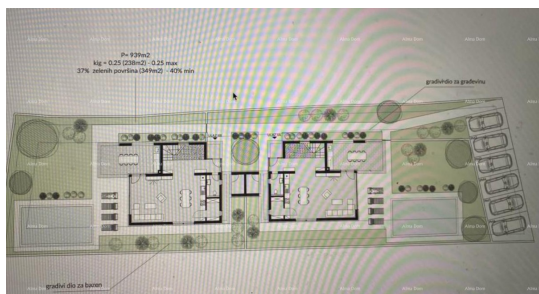 P= 939m2
kig = 0.25 (238m2) - 0.25 max
37% zelenih površina (349m2) - 40% min
gradivi dio za građevinu
gradivi dio za bazen